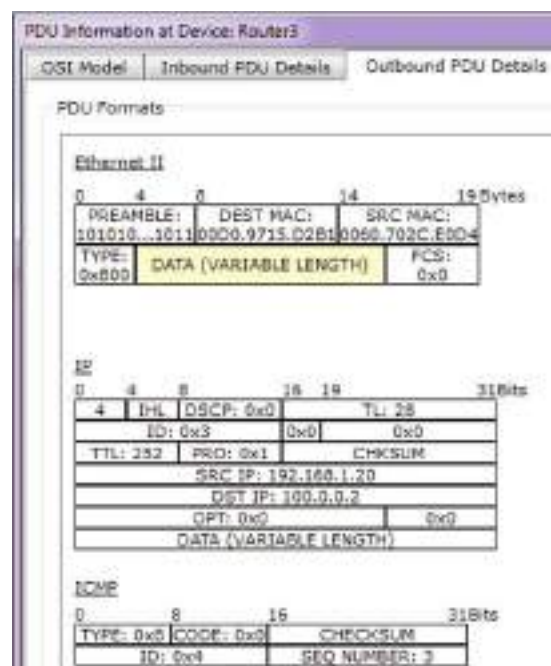 PDU Information at Device: Router3
OSI Model Inbound PDU Details Outbound PDU Details
PDU Formats
Ethernet II
0 4 8 14 19 Bytes
PREAMBLE: DEST MAC: SRC MAC:
101010...1011 00D0.9715.D2B1 0060.702C.E0D4
TYPE: DATA (VARIABLE LENGTH) FCS:
0x800 0x0
IP
0 4 8 16 19 31 Bits
4 IHL DSCP: 0x0 TL: 28
ID: 0x3 0x0 0x0
TTL: 252 PRO: 0x1 CHKSUM
SRC IP: 192.168.1.20
DST IP: 100.0.0.2
OPT: 0x0 0x0
DATA (VARIABLE LENGTH)
ICMP
0 8 16 31 Bits
TYPE: 0x8 CODE: 0x0 CHECKSUM
ID: 0x4 SEQ NUMBER: 3